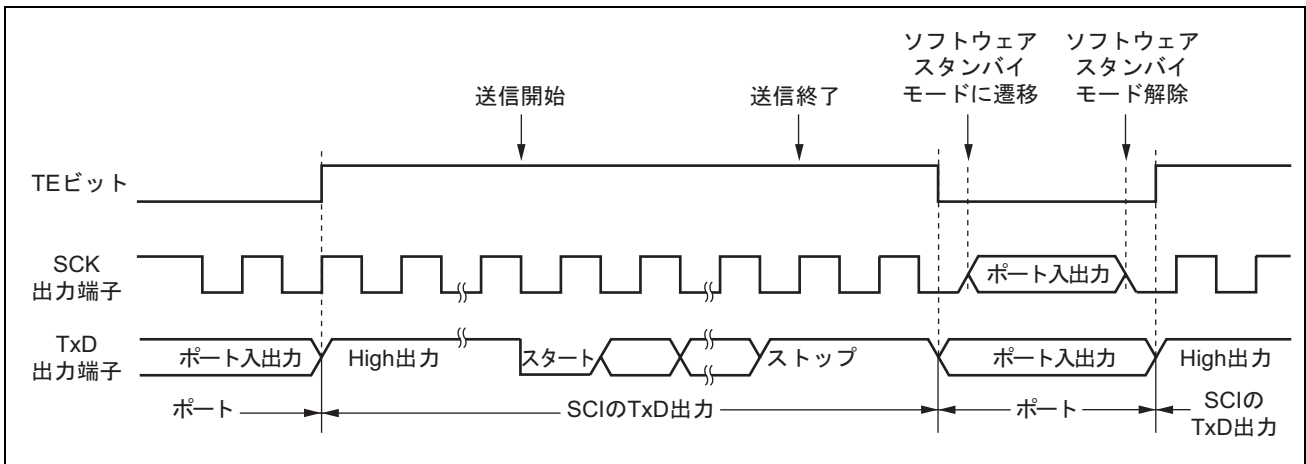 ソフトウェア
スタンバイ
モードに遷移
ソフトウェア
スタンバイ
モード解除
送信開始
送信終了
TEビット
SCK
出力端子
ポート入出力
TxD
出力端子
ポート入出力
High出力
スタート
ストップ
ポート入出力
High出力
ポート
SCIのTxD出力
ポート
SCIの
TxD出力